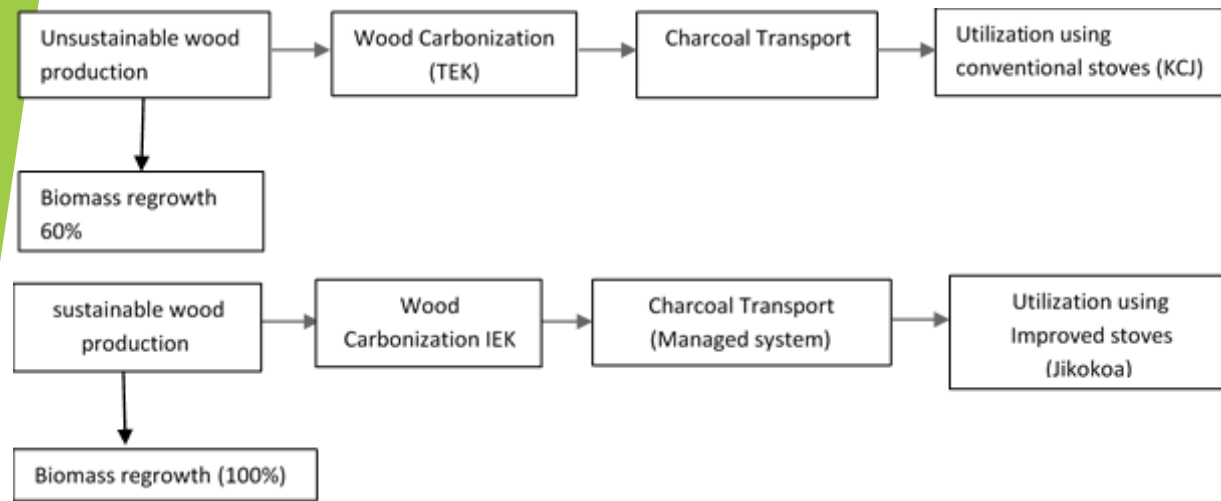 Unsustainable wood
production
Wood Carbonization
(TEK)
Charcoal Transport
Utilization using
conventional stoves (KCJ)
Biomass regrowth
60%
sustainable wood
production
Wood
Carbonization IEK
Charcoal Transport
(Managed system)
Utilization using
Improved stoves
(Jikokoa)
Biomass regrowth (100%)